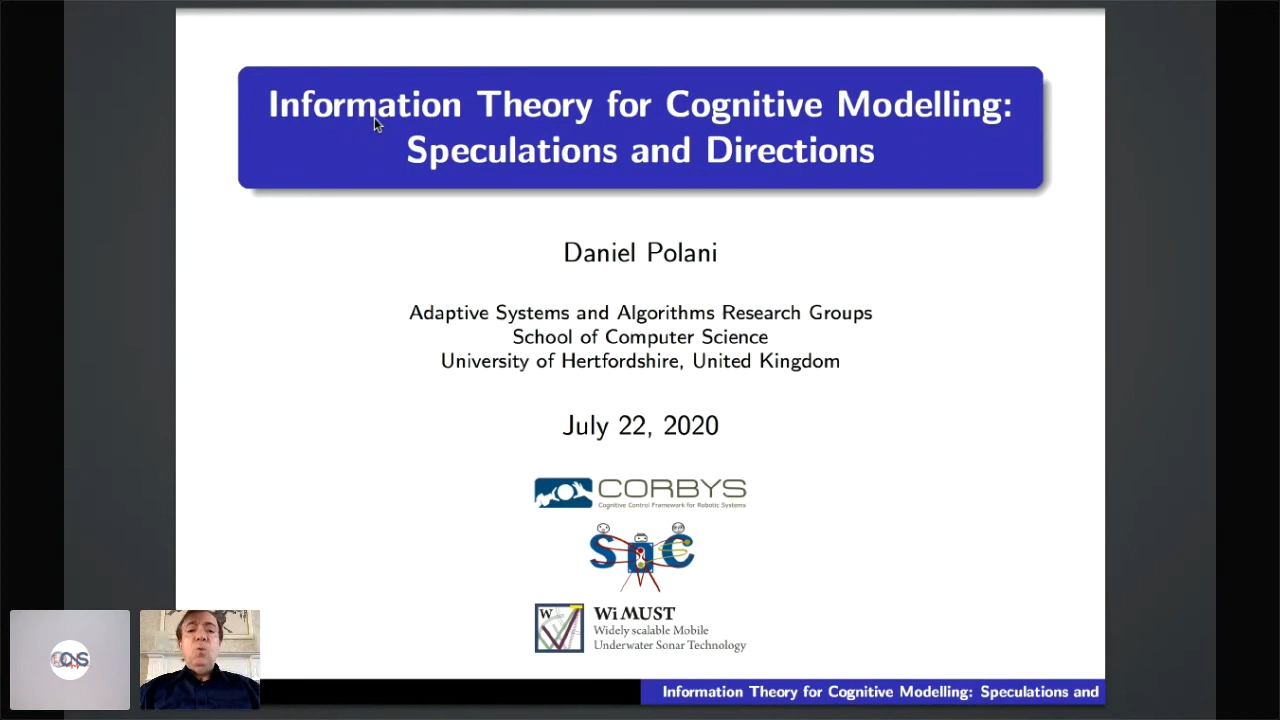 Information Theory for Cognitive Modelling:
Speculations and Directions
Daniel Polani
Adaptive Systems and Algorithms Research Groups
School of Computer Science
University of Hertfordshire, United Kingdom
July 22, 2020
CORBYS
Cognitive Control Framework for Robotic Systems
SnC
W
WiMUST
Widely scalable Mobile
Underwater Sonar Technology
Information Theory for Cognitive Modelling: Speculations and